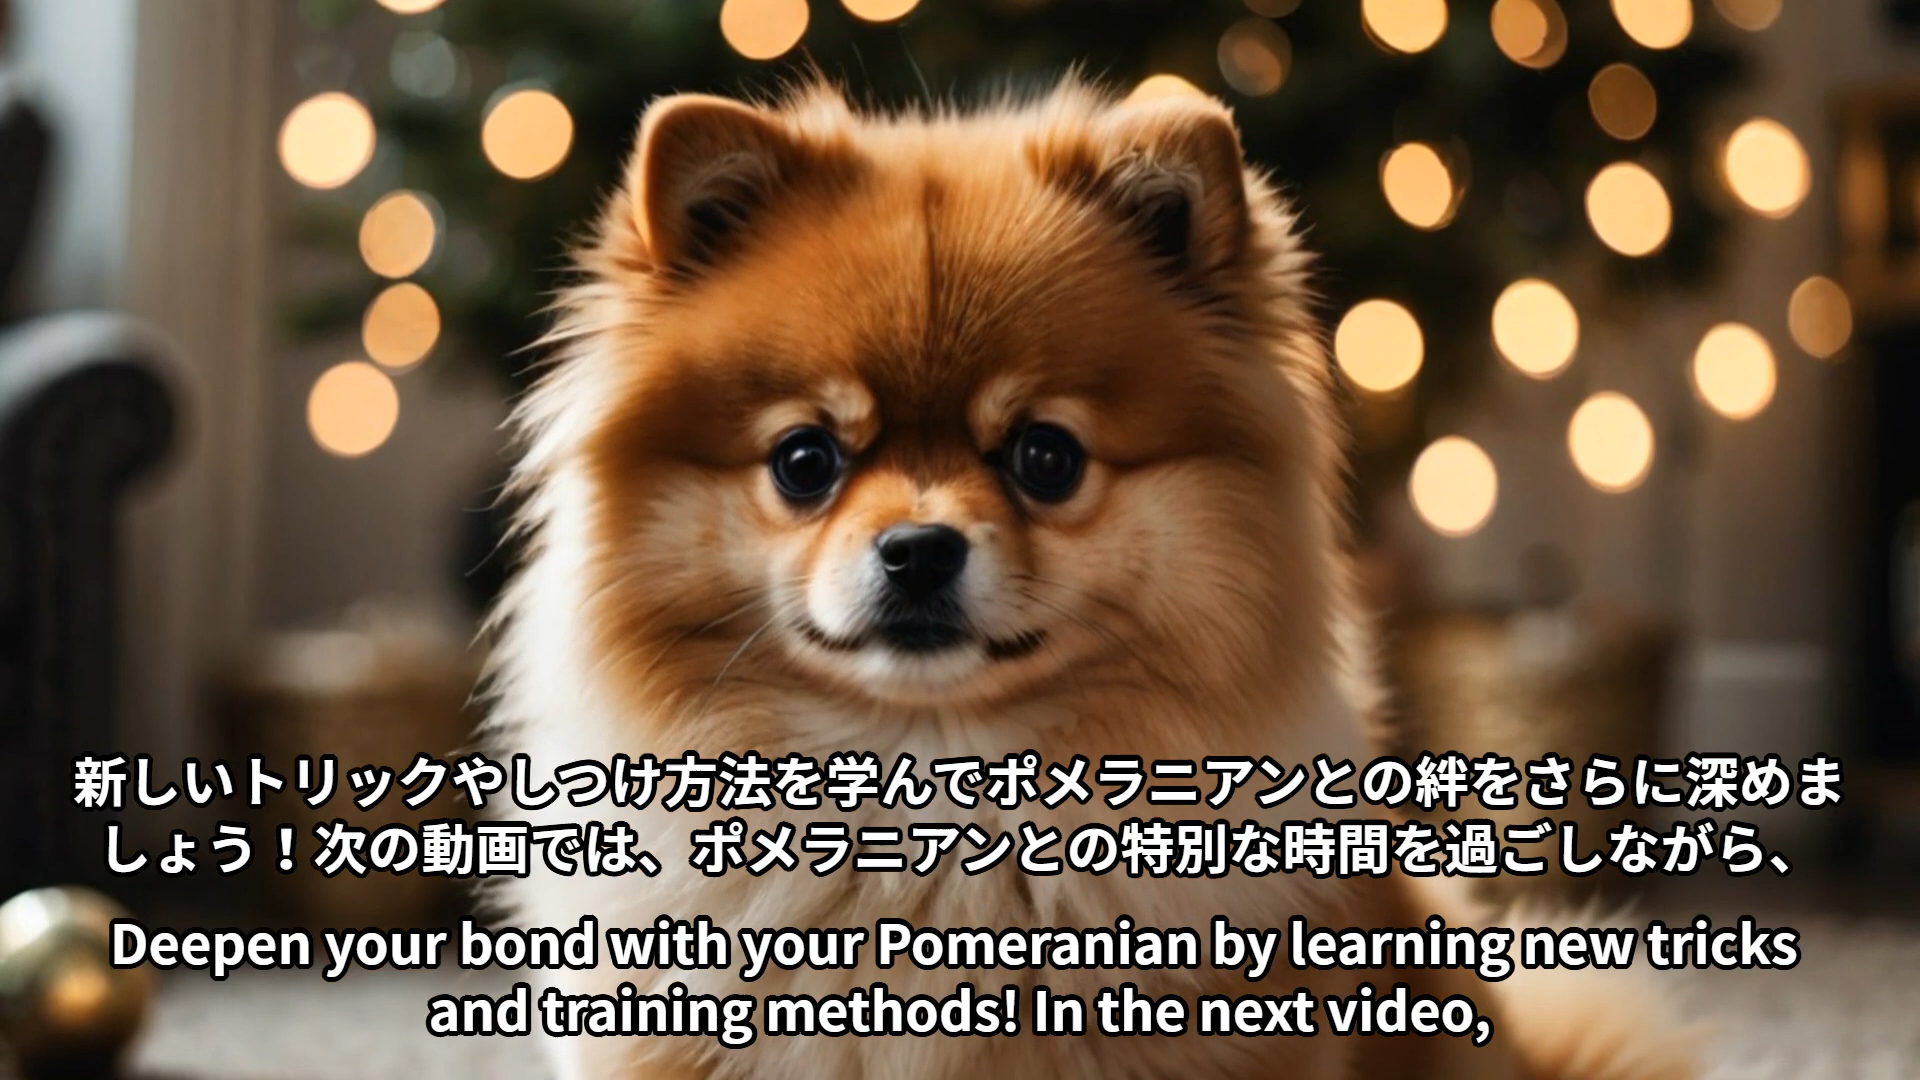 新しいトリックやしつけ方法を学んでポメラニアンとの絆をさらに深めま
しょう！次の動画では、ポメラニアンとの特別な時間を過ごしながら、
Deepen your bond with your Pomeranian by learning new tricks
and training methods! In the next video,